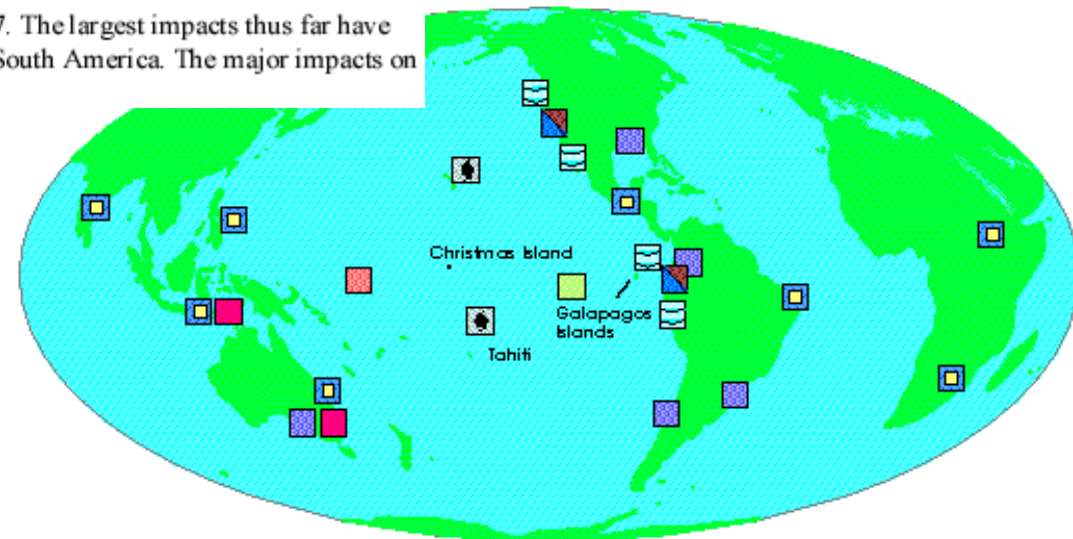 7. The largest impacts thus far have
South America. The major impacts on
Christmas Island
Galapagos
Islands
Tahiti